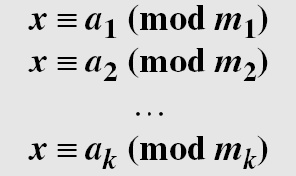 x ≡ a₁ (mod m₁)
x ≡ a₂ (mod m₂)
...
x ≡ aₖ (mod mₖ)